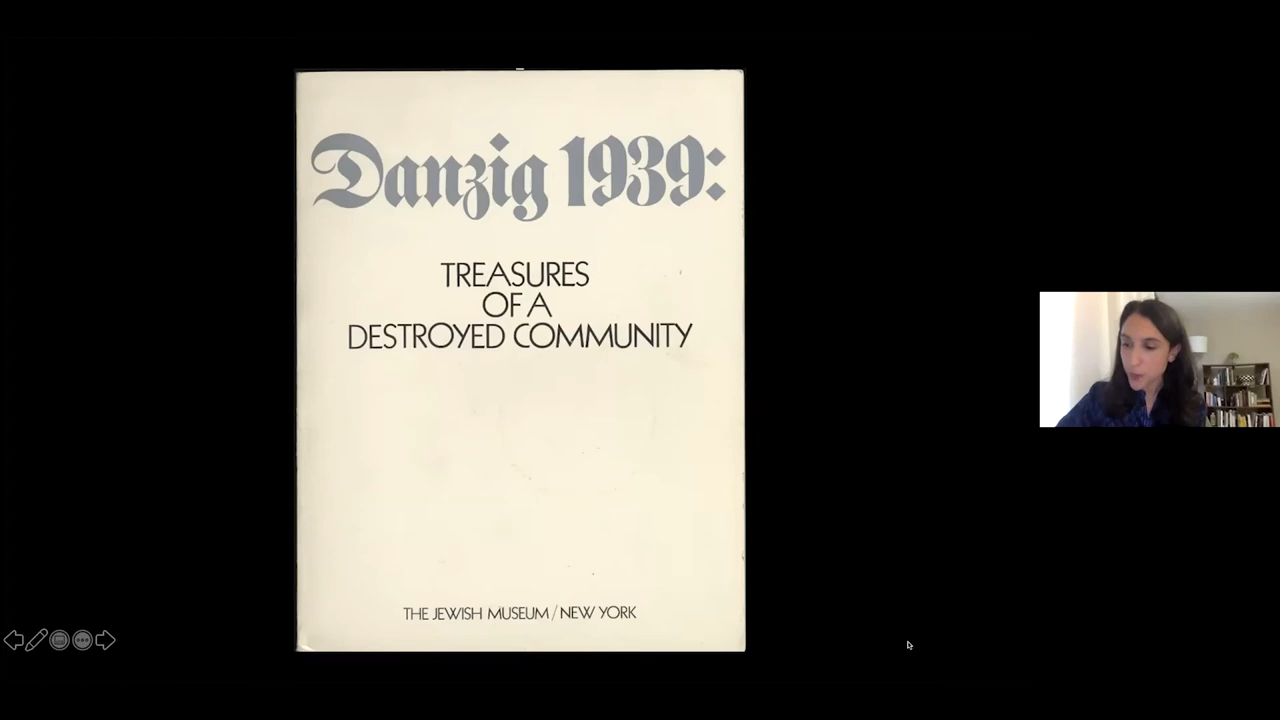 Danzig 1939:
TREASURES
OF A
DESTROYED COMMUNITY
THE JEWISH MUSEUM / NEW YORK